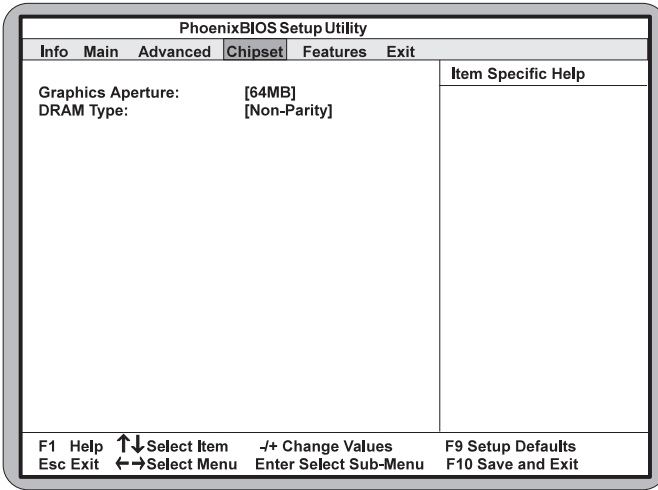 PhoenixBIOS Setup Utility
Info Main Advanced Chipset Features Exit
Item Specific Help
Graphics Aperture: [64MB]
DRAM Type: [Non-Parity]
F1 Help ↑↓Select Item -/+ Change Values F9 Setup Defaults
Esc Exit ←→Select Menu Enter Select Sub-Menu F10 Save and Exit